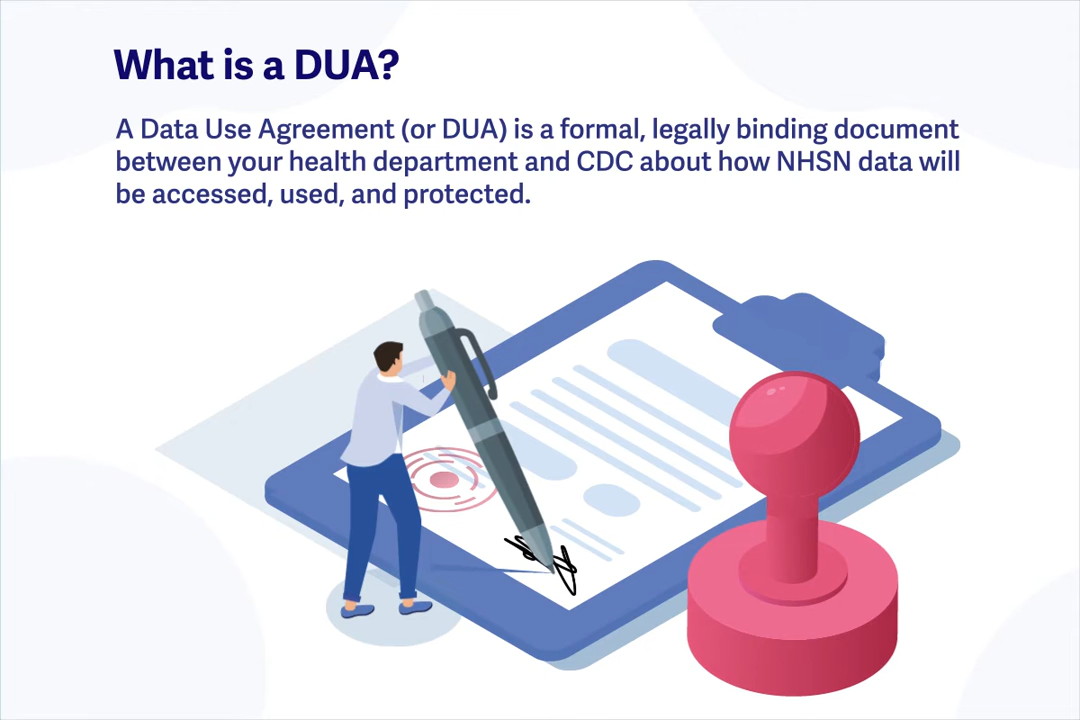 What is a DUA?
A Data Use Agreement (or DUA) is a formal, legally binding document
between your health department and CDC about how NHSN data will
be accessed, used, and protected.